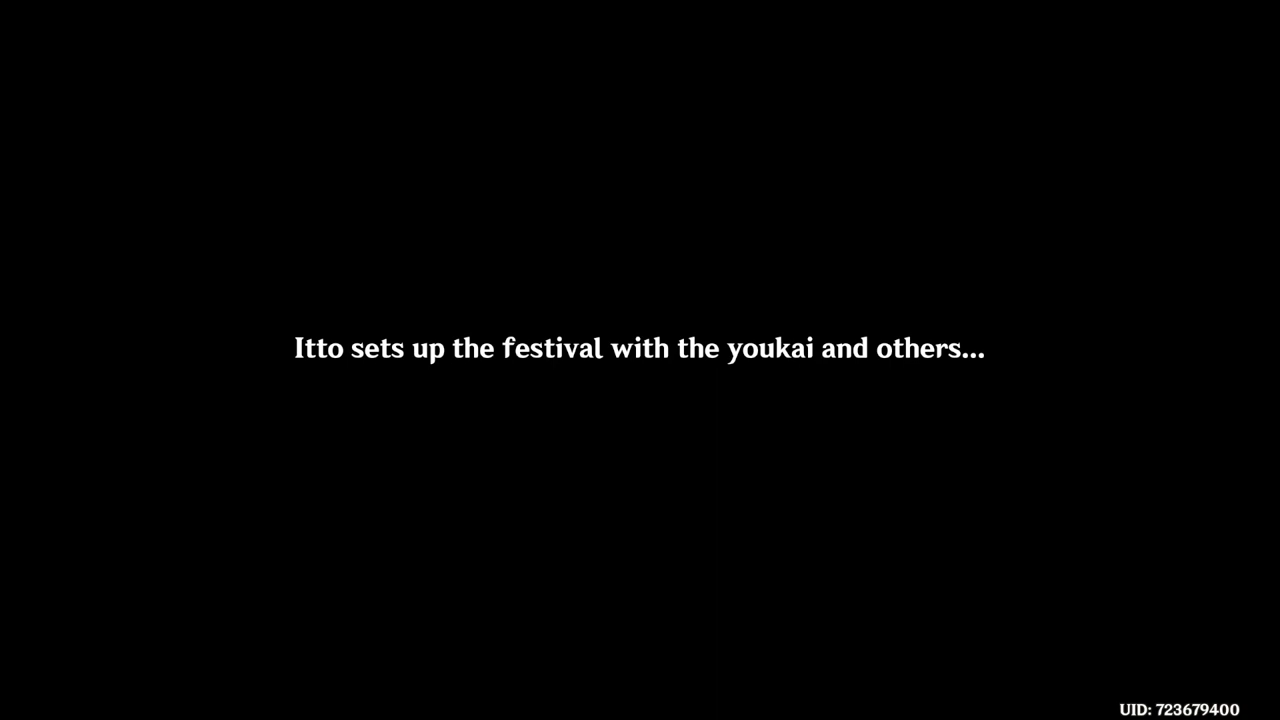 Itto sets up the festival with the youkai and others...
UID: 723679400